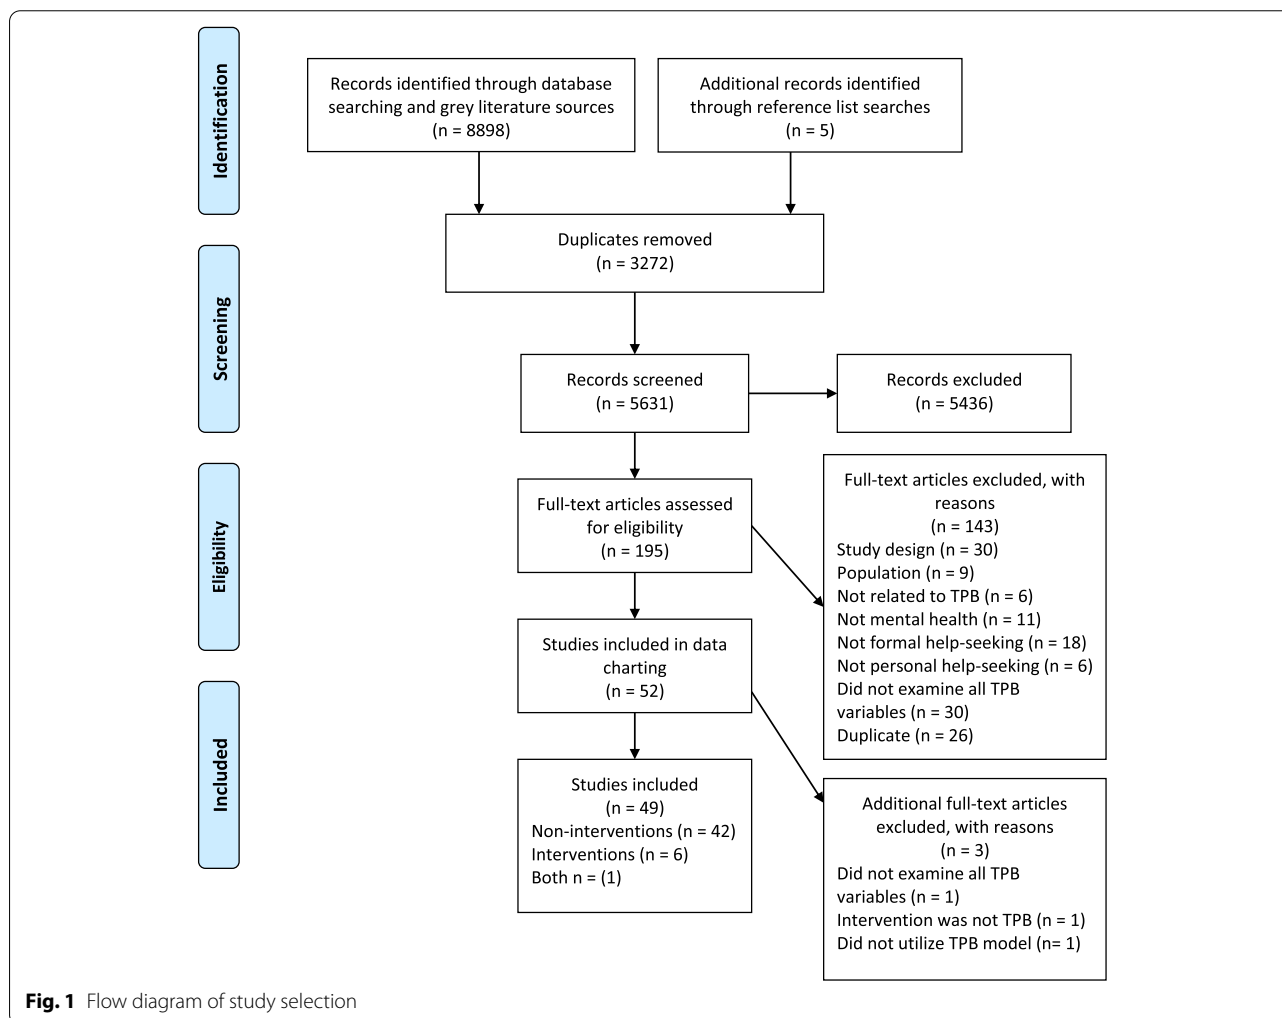 Identification
Records identified through database
searching and grey literature sources
(n = 8898)
Additional records identified
through reference list searches
(n = 5)
Duplicates removed
(n = 3272)
Screening
Records screened
(n = 5631)
Records excluded
(n = 5436)
Eligibility
Full-text articles assessed
for eligibility
(n = 195)
Full-text articles excluded, with
reasons
(n = 143)
Study design (n = 30)
Population (n = 9)
Not related to TPB (n = 6)
Not mental health (n = 11)
Not formal help-seeking (n = 18)
Not personal help-seeking (n = 6)
Did not examine all TPB
variables (n = 30)
Duplicate (n = 26)
Studies included in data
charting
(n = 52)
Included
Studies included
(n = 49)
Non-interventions (n = 42)
Interventions (n = 6)
Both n = (1)
Additional full-text articles
excluded, with reasons
(n = 3)
Did not examine all TPB
variables (n = 1)
Intervention was not TPB (n = 1)
Did not utilize TPB model (n= 1)
Fig. 1 Flow diagram of study selection